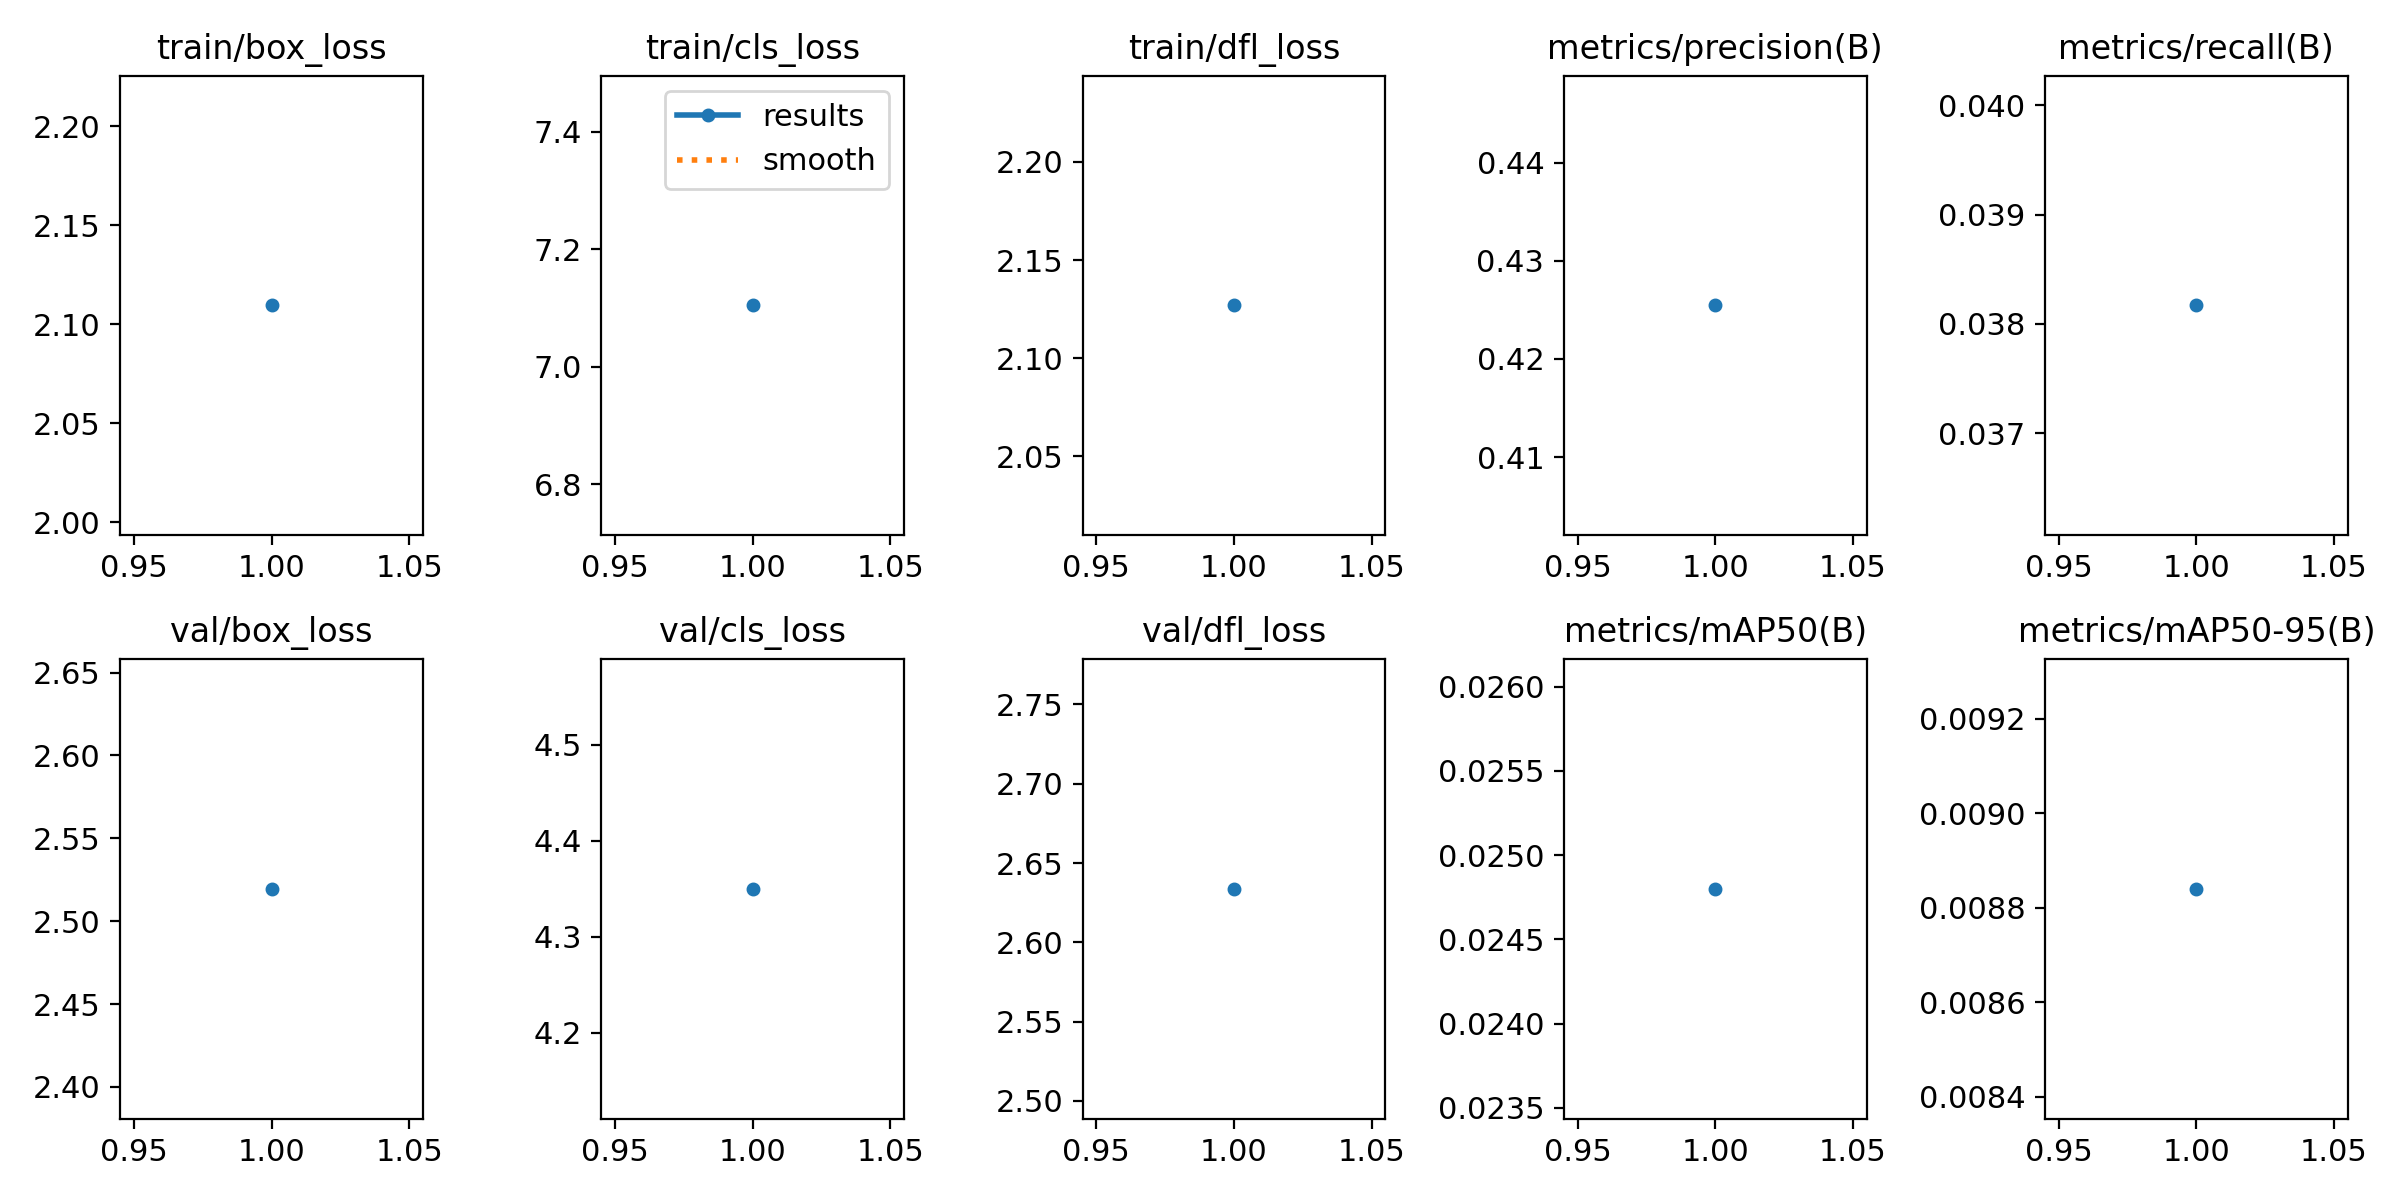 train/box_loss
2.20
2.15
2.10
2.05
2.00
0.95 1.00 1.05
train/cls_loss
results
smooth
7.4
7.2
7.0
6.8
0.95 1.00 1.05
train/dfl_loss
2.20
2.15
2.10
2.05
0.95 1.00 1.05
metrics/precision(B)
0.44
0.43
0.42
0.41
0.95 1.00 1.05
metrics/recall(B)
0.040
0.039
0.038
0.037
0.95 1.00 1.05
val/box_loss
2.65
2.60
2.55
2.50
2.45
2.40
0.95 1.00 1.05
val/cls_loss
4.5
4.4
4.3
4.2
0.95 1.00 1.05
val/dfl_loss
2.75
2.70
2.65
2.60
2.55
2.50
0.95 1.00 1.05
metrics/mAP50(B)
0.0260
0.0255
0.0250
0.0245
0.0240
0.0235
0.95 1.00 1.05
metrics/mAP50-95(B)
0.0092
0.0090
0.0088
0.0086
0.0084
0.95 1.00 1.05